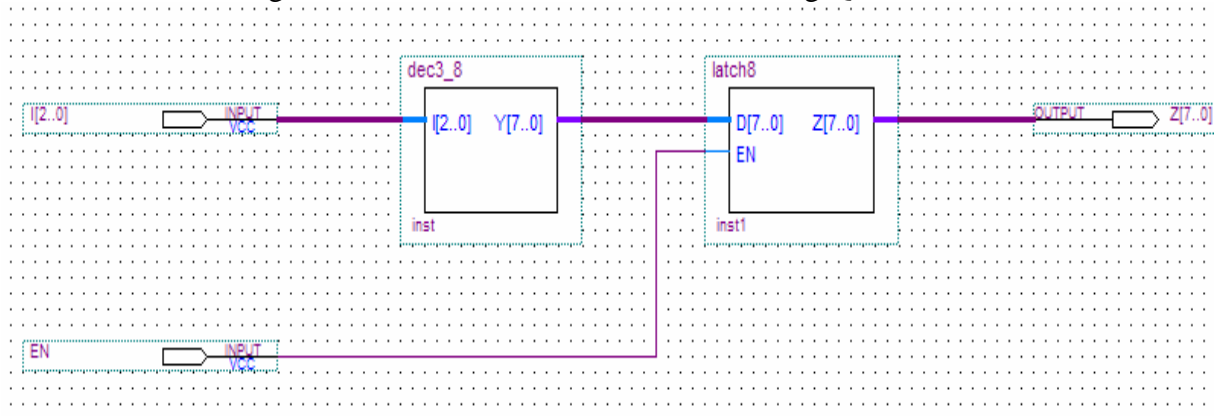 dec3_8
latch8
I[2..0]
INPUT
VCC
I[2..0] Y[7..0]
D[7..0] Z[7..0]
EN
OUTPUT
Z[7..0]
inst
inst1
EN
INPUT
VCC